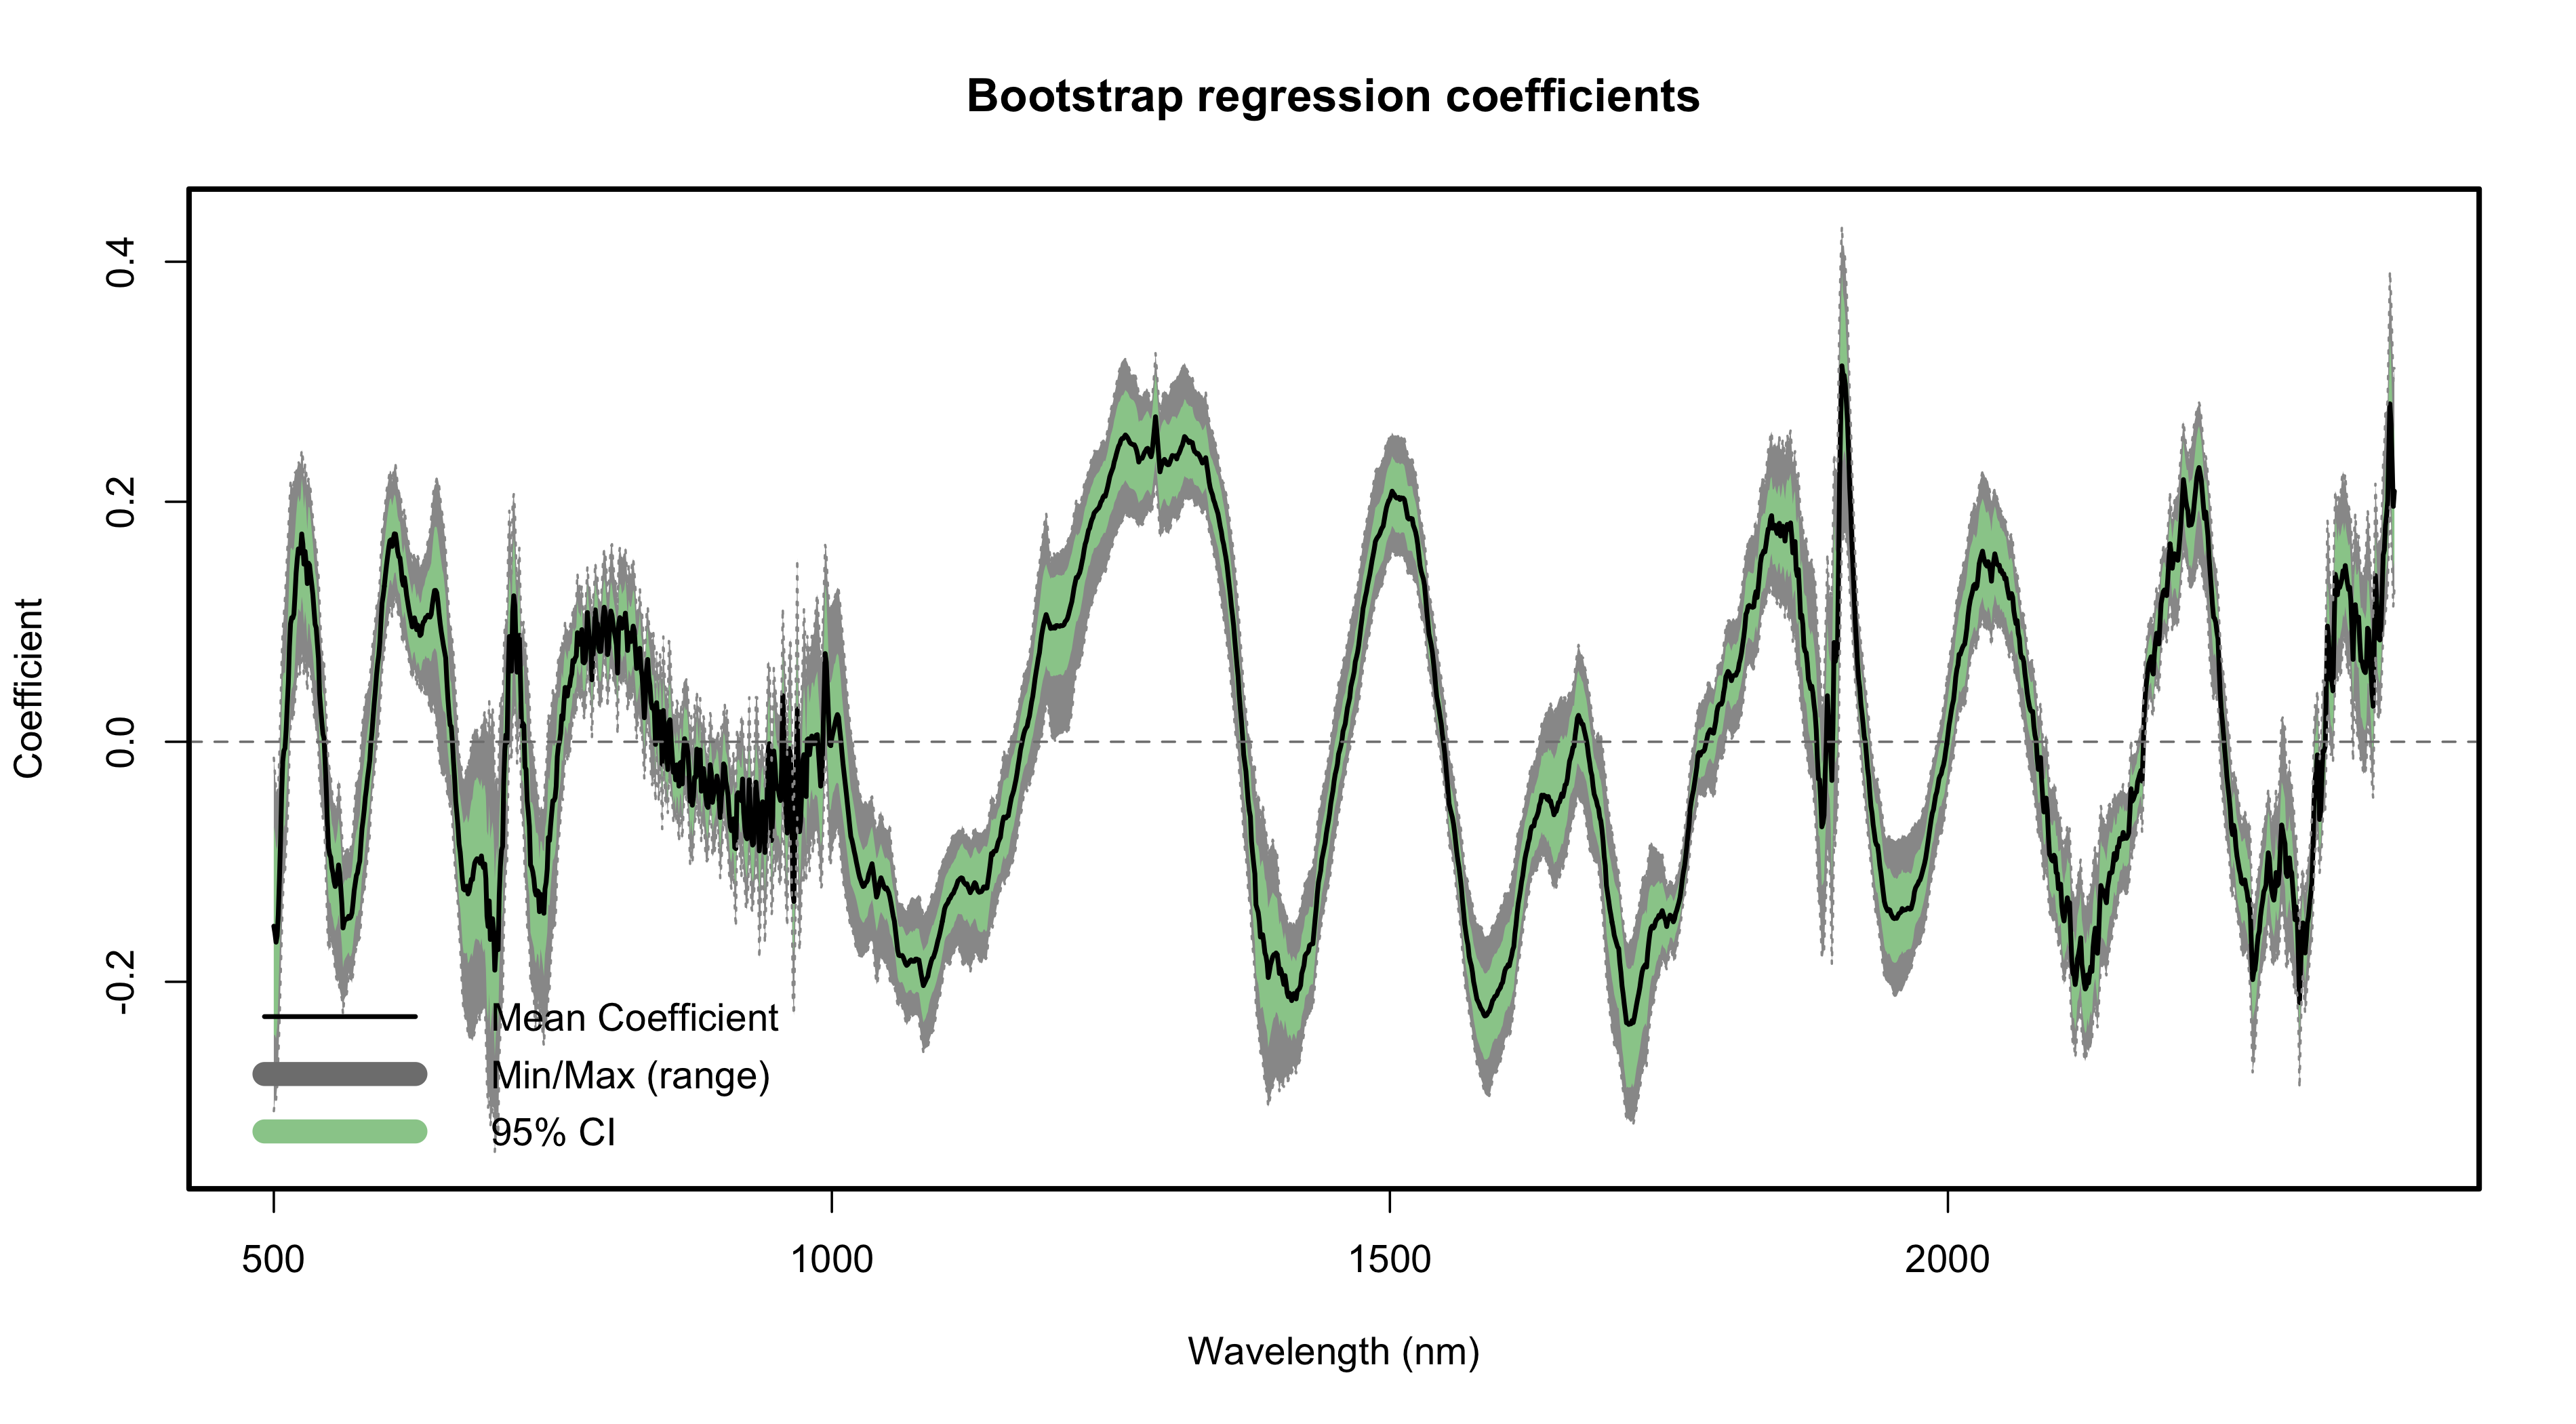 Bootstrap regression coefficients
Coefficient
0.4
0.2
0.0
-0.2
Mean Coefficient
Min/Max (range)
95% CI
500 1000 1500 2000
Wavelength (nm)